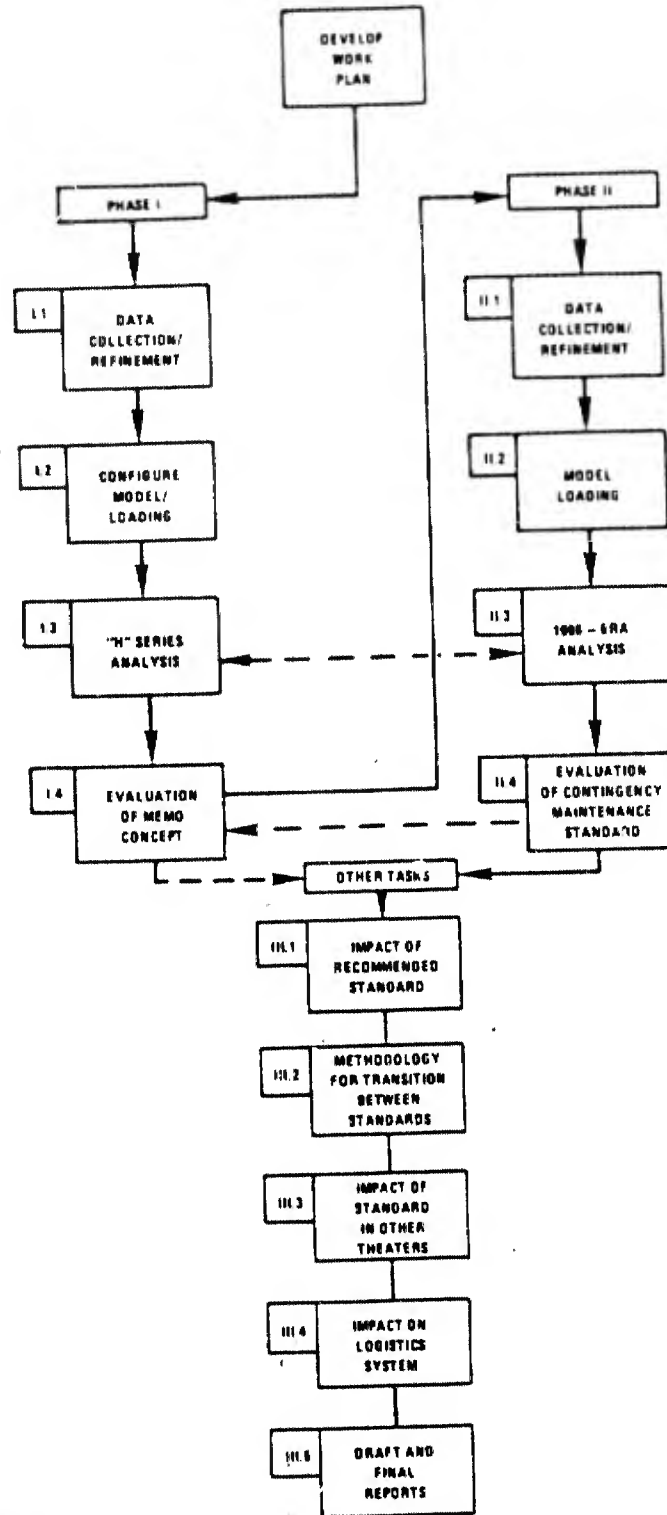 DEVELOP
WORK
PLAN
PHASE I
I.1
DATA
COLLECTION/
REFINEMENT
I.2
CONFIGURE
MODEL/
LOADING
I.3
"H" SERIES
ANALYSIS
I.4
EVALUATION
OF MEMO
CONCEPT
PHASE II
II.1
DATA
COLLECTION/
REFINEMENT
II.2
MODEL
LOADING
II.3
ERA
ANALYSIS
II.4
EVALUATION
OF CONTINGENCY
MAINTENANCE
STANDARD
OTHER TASKS
III.1
IMPACT OF
RECOMMENDED
STANDARD
III.2
METHODOLOGY
FOR TRANSITION
BETWEEN
STANDARDS
III.3
IMPACT OF
STANDARD
IN OTHER
THEATERS
III.4
IMPACT ON
LOGISTICS
SYSTEM
III.5
DRAFT AND
FINAL
REPORTS